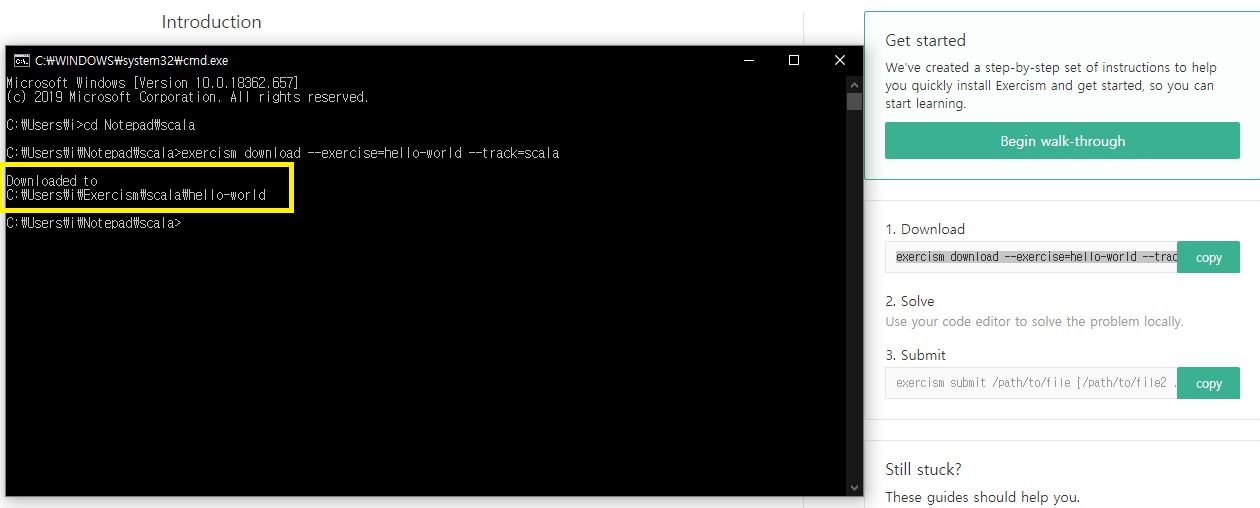 Introduction
C:₩WINDOWS₩system32₩cmd.exe
Microsoft Windows [Version 10.0.18362.657]
(c) 2019 Microsoft Corporation. All rights reserved.
C:₩Users₩i>cd Notepad₩scala
C:₩Users₩i₩Notepad₩scala>exercism download --exercise=hello-world --track=scala
Downloaded to
C:₩Users₩i₩Exercism₩scala₩hello-world
C:₩Users₩i₩Notepad₩scala>
Get started
We've created a step-by-step set of instructions to help
you quickly install Exercism and get started, so you can
start learning.
Begin walk-through
1. Download
exercism download --exercise=hello-world --trac
copy
2. Solve
Use your code editor to solve the problem locally.
3. Submit
exercism submit /path/to/file [/path/to/file2 .
copy
Still stuck?
These guides should help you.